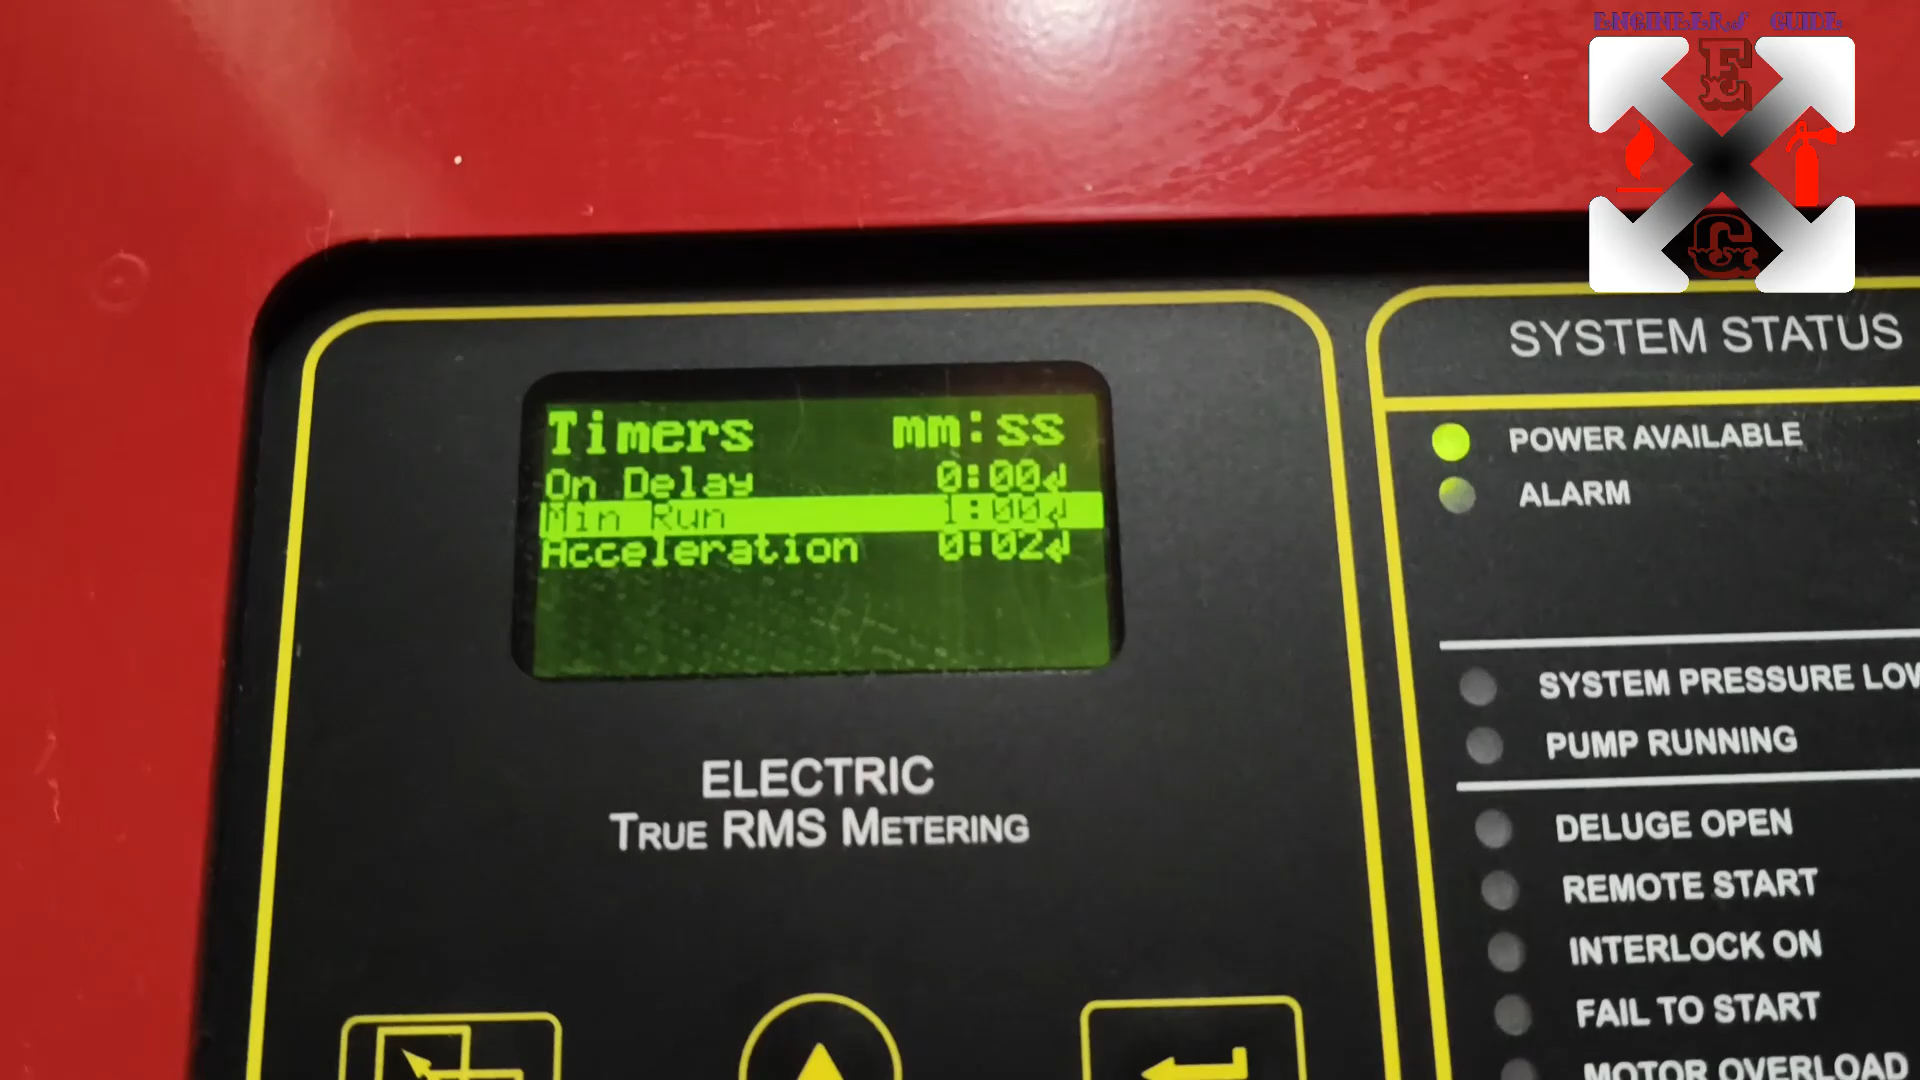 ENGINEERS GUIDE
E
G
Timers mm:ss
On Delay 0:00
Min Run 1:00
Acceleration 0:02
ELECTRIC
TRUE RMS METERING
SYSTEM STATUS
POWER AVAILABLE
ALARM
SYSTEM PRESSURE LOW
PUMP RUNNING
DELUGE OPEN
REMOTE START
INTERLOCK ON
FAIL TO START
MOTOR OVERLOAD